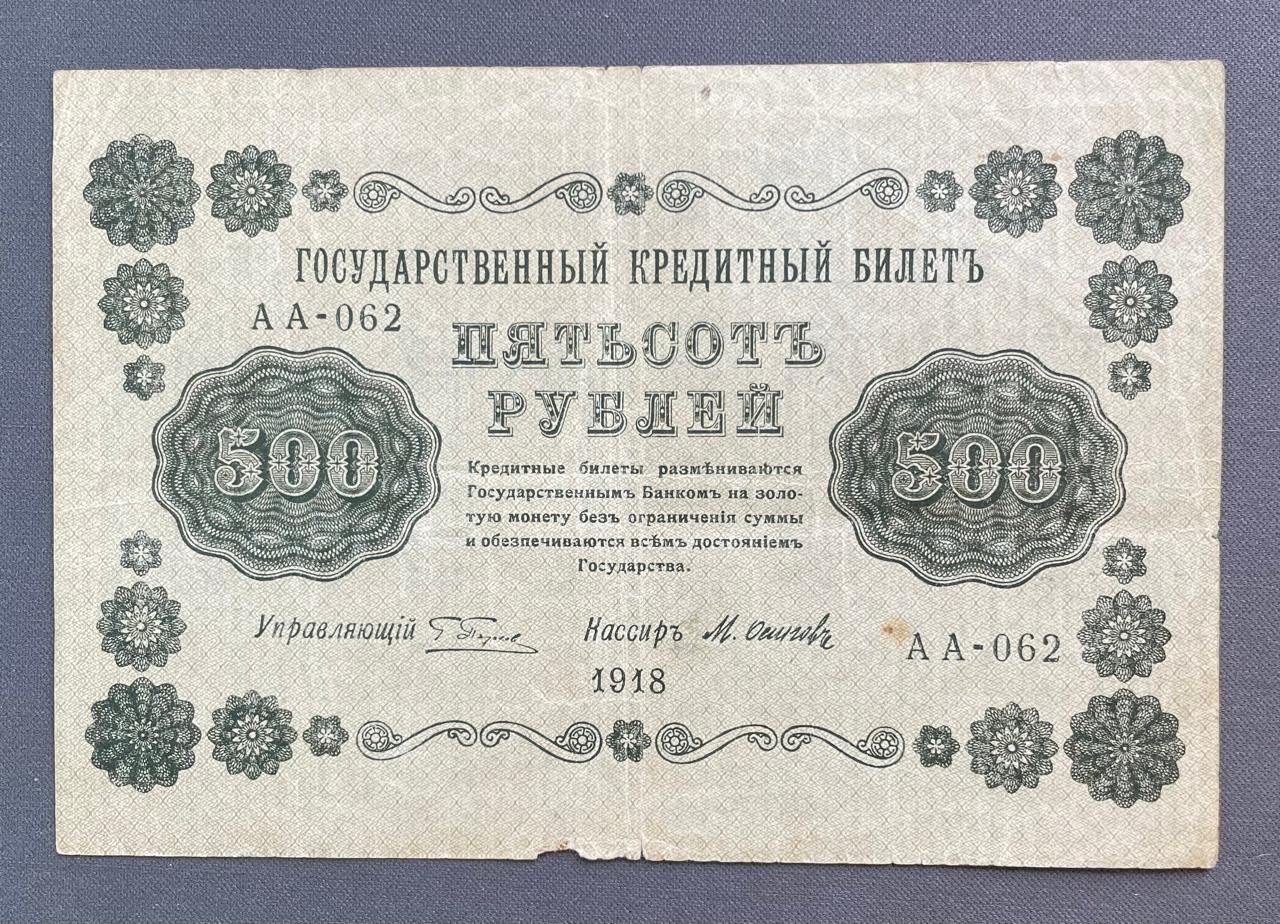 ГОСУДАРСТВЕННЫЙ КРЕДИТНЫЙ БИЛЕТЪ
АА-062
ПЯТЬСОТЪ
РУБЛЕЙ
500
500
Кредитные билеты размѣниваются
Государственнымъ Банкомъ на золо-
тую монету безъ ограниченія суммы
и обезпечиваются всѣмъ достояніемъ
Государства.
Управляющій Кассиръ М. Осиповъ
АА-062
1918